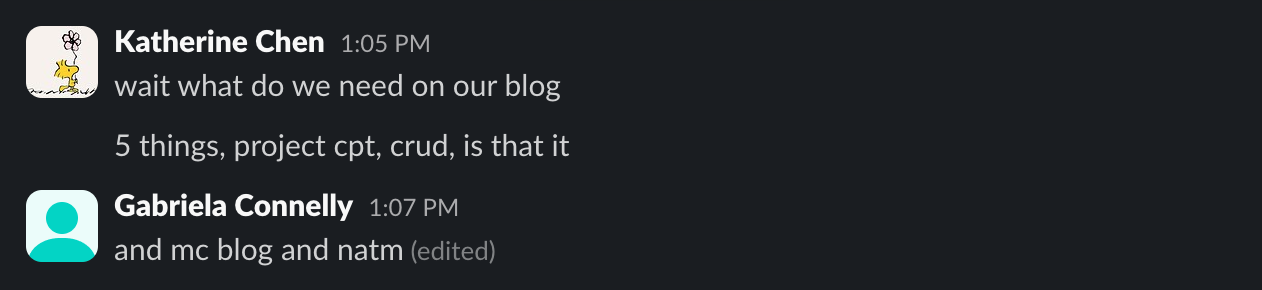 Katherine Chen 1:05 PM
wait what do we need on our blog
5 things, project cpt, crud, is that it
Gabriela Connelly 1:07 PM
and mc blog and natm (edited)